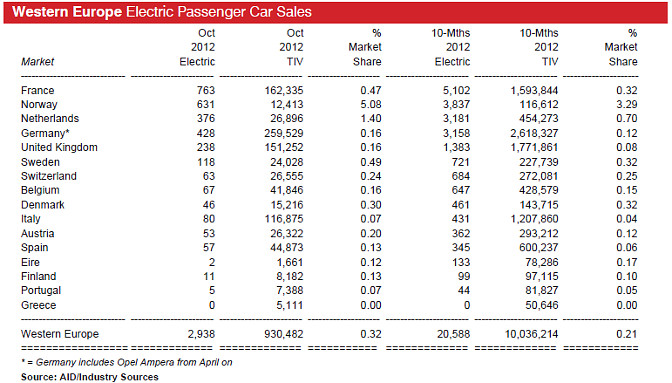 Western Europe Electric Passenger Car Sales
Oct Oct % 10-Mths 10-Mths %
2012 2012 Market 2012 2012 Market
Market Electric TIV Share Electric TIV Share
France 763 162,335 0.47 5,102 1,593,844 0.32
Norway 631 12,413 5.08 3,837 116,612 3.29
Netherlands 376 26,896 1.40 3,181 454,273 0.70
Germany* 428 259,529 0.16 3,158 2,618,327 0.12
United Kingdom 238 151,252 0.16 1,383 1,771,861 0.08
Sweden 118 24,028 0.49 721 227,739 0.32
Switzerland 63 26,555 0.24 684 272,081 0.25
Belgium 67 41,846 0.16 647 428,579 0.15
Denmark 46 15,216 0.30 461 143,715 0.32
Italy 80 116,875 0.07 431 1,207,860 0.04
Austria 53 26,322 0.20 362 293,212 0.12
Spain 57 44,873 0.13 345 600,237 0.06
Eire 2 1,661 0.12 133 78,286 0.17
Finland 11 8,182 0.13 99 97,115 0.10
Portugal 5 7,388 0.07 44 81,827 0.05
Greece 0 5,111 0.00 0 50,646 0.00
Western Europe 2,938 930,482 0.32 20,588 10,036,214 0.21
* = Germany includes Opel Ampera from April on
Source: AID/Industry Sources